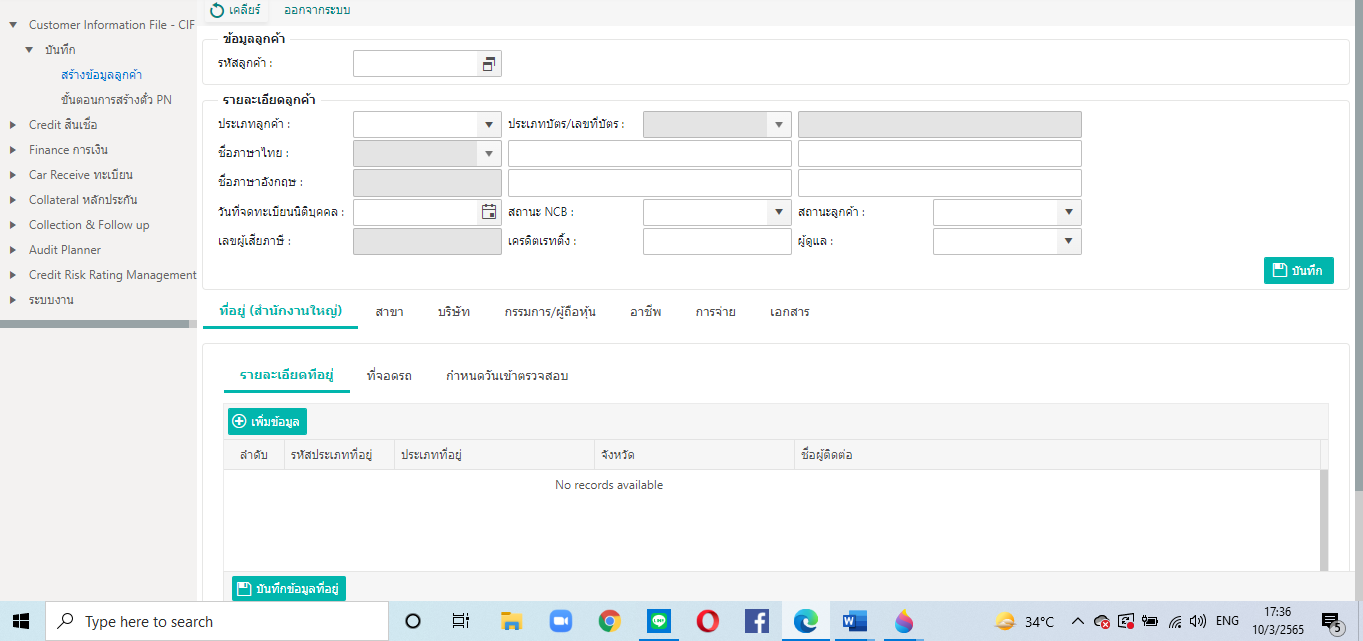 เคลียร์ ออกจากระบบ
Customer Information File - CIF
บันทึก
สร้างข้อมูลลูกค้า
ขั้นตอนการสร้างตั๋ว PN
Credit สินเชื่อ
Finance การเงิน
Car Receive ทะเบียน
Collateral หลักประกัน
Collection & Follow up
Audit Planner
Credit Risk Rating Management
ระบบงาน
ข้อมูลลูกค้า
รหัสลูกค้า :
รายละเอียดลูกค้า
ประเภทลูกค้า : ประเภทบัตร/เลขที่บัตร :
ชื่อภาษาไทย :
ชื่อภาษาอังกฤษ :
วันที่จดทะเบียนนิติบุคคล : สถานะ NCB : สถานะลูกค้า :
เลขผู้เสียภาษี : เครดิตเรทติ้ง : ผู้ดูแล :
บันทึก
ที่อยู่ (สำนักงานใหญ่) สาขา บริษัท กรรมการ/ผู้ถือหุ้น อาชีพ การจ่าย เอกสาร
รายละเอียดที่อยู่ ที่จอดรถ กำหนดวันเข้าตรวจสอบ
เพิ่มข้อมูล
ลำดับ รหัสประเภทที่อยู่ ประเภทที่อยู่ จังหวัด ชื่อผู้ติดต่อ
No records available
บันทึกข้อมูลที่อยู่
Type here to search
34°C ENG
17:36
10/3/2565
5